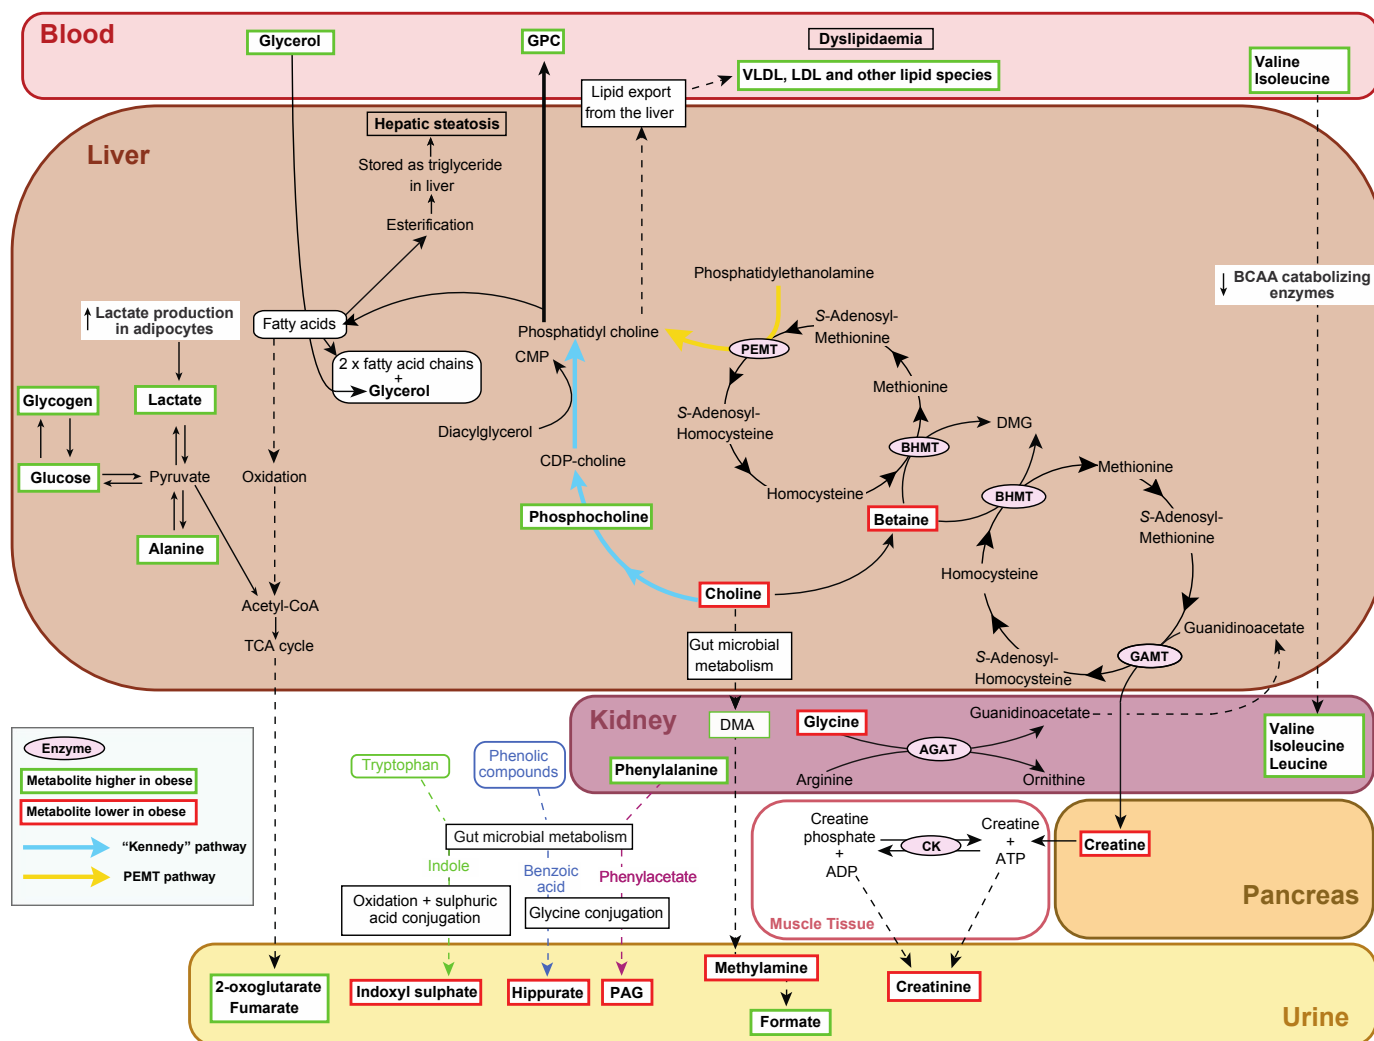 Blood
Glycerol
GPC
Dyslipidaemia
VLDL, LDL and other lipid species
Valine
Isoleucine
Lipid export
from the liver
Liver
Hepatic steatosis
Stored as triglyceride
in liver
Esterification
Phosphatidylethanolamine
BCAA catabolizing
enzymes
Lactate production
in adipocytes
Fatty acids
Phosphatidyl choline
S-Adenosyl-
Methionine
PEMT
CMP
2 x fatty acid chains
+
Glycerol
Methionine
Glycogen
Lactate
S-Adenosyl-
Homocysteine
Diacylglycerol
DMG
BHMT
CDP-choline
Glucose
Pyruvate
Oxidation
Homocysteine
BHMT
Methionine
Phosphocholine
Betaine
S-Adenosyl-
Methionine
Alanine
Homocysteine
Choline
Acetyl-CoA
TCA cycle
Gut microbial
metabolism
Guanidinoacetate
GAMT
S-Adenosyl-
Homocysteine
Kidney
DMA
Glycine
Guanidinoacetate
AGAT
Arginine
Ornithine
Valine
Isoleucine
Leucine
Enzyme
Metabolite higher in obese
Metabolite lower in obese
“Kennedy” pathway
PEMT pathway
Tryptophan
Phenolic
compounds
Phenylalanine
Gut microbial metabolism
Indole
Benzoic
acid
Phenylacetate
Oxidation + sulphuric
acid conjugation
Glycine conjugation
Creatine
phosphate
+
ADP
CK
Creatine
+
ATP
Muscle Tissue
Creatine
Pancreas
2-oxoglutarate
Fumarate
Indoxyl sulphate
Hippurate
PAG
Methylamine
Formate
Creatinine
Urine